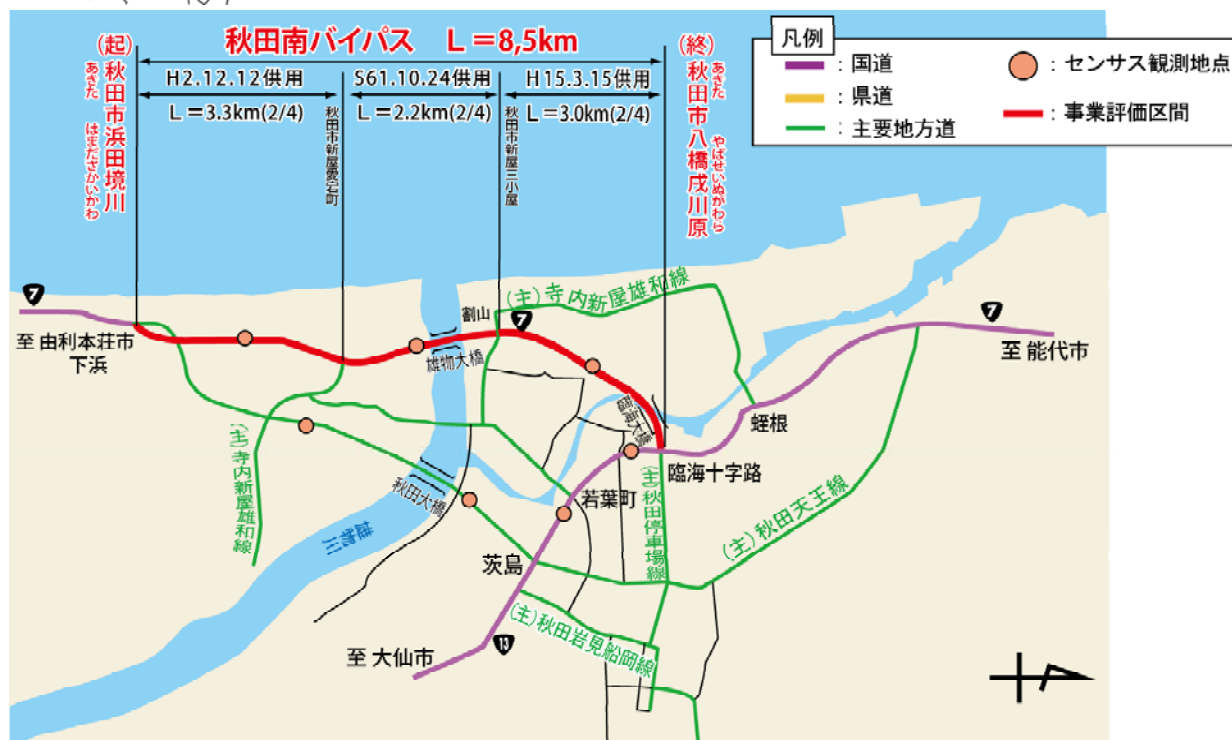 秋田南バイパス L=8,5km
(起)秋田市浜田境川
あきた はまださかいかわ
H2.12.12供用
L=3.3km(2/4)
秋田市新屋愛宕町
S61.10.24供用
L=2.2km(2/4)
秋田市新屋三小屋
H15.3.15供用
L=3.0km(2/4)
(終)秋田市八橋戌川原
あきた やばせいぬがわら
凡例
:国道
:県道
:主要地方道
:センサス観測地点
:事業評価区間
7
至 由利本荘市
下浜
割山
雄物大橋
7
(主)寺内新屋雄和線
7
至 能代市
臨海大橋
蛭根
臨海十字路
(主)寺内新屋雄和線
秋田大橋
若葉町
(主)秋田停車場線
(主)秋田天王線
茨島
(主)秋田岩見船岡線
13
至 大仙市